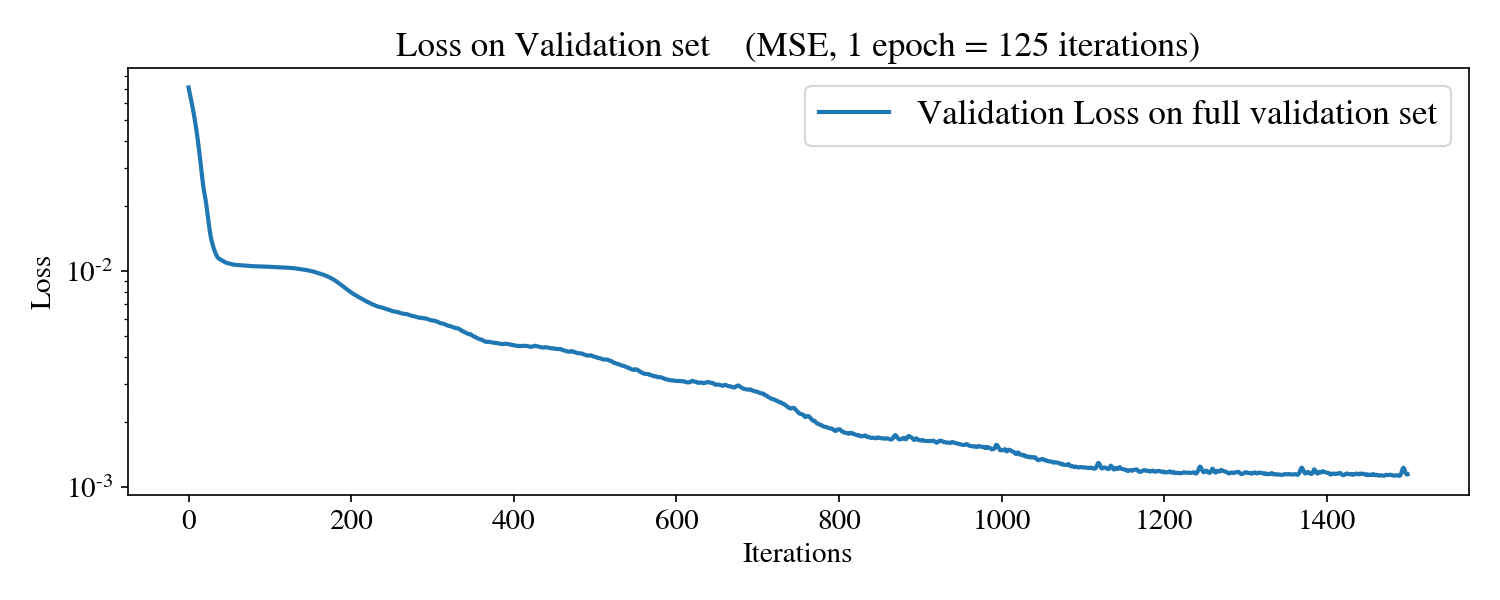 Loss on Validation set    (MSE, 1 epoch = 125 iterations)
Validation Loss on full validation set
Loss
10⁻²
10⁻³
0 200 400 600 800 1000 1200 1400
Iterations